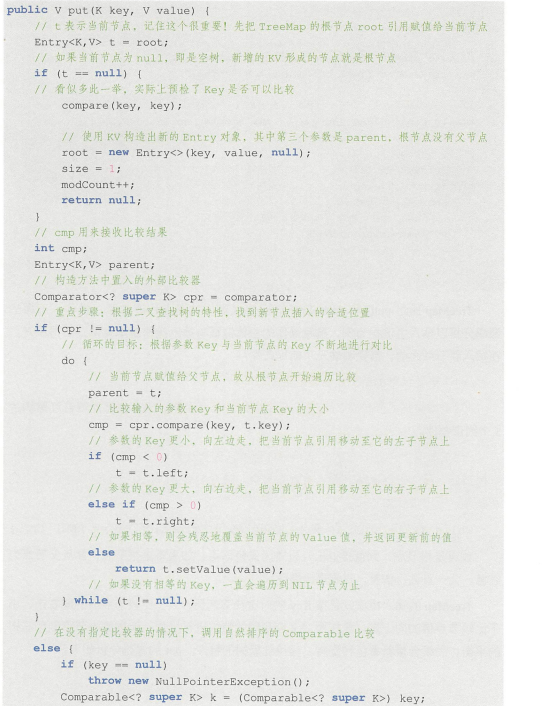 public V put(K key, V value) {
// t 表示当前节点，记住这个很重要！先把 TreeMap 的根节点 root 引用赋值给当前节点
Entry<K,V> t = root;
// 如果当前节点为 null，即是空树，新增的 KV 形成的节点就是根节点
if (t == null) {
// 看似多此一举，实际上预检了 Key 是否可以比较
compare(key, key);
// 使用 KV 构造出新的 Entry 对象，其中第三个参数是 parent，根节点没有父节点
root = new Entry<>(key, value, null);
size = 1;
modCount++;
return null;
}
// cmp 用来接收比较结果
int cmp;
Entry<K,V> parent;
// 构造方法中置入的外部比较器
Comparator<? super K> cpr = comparator;
// 重点步骤：根据二叉查找树的特性，找到新节点插入的合适位置
if (cpr != null) {
// 循环的目标：根据参数 Key 与当前节点的 Key 不断地进行对比
do {
// 当前节点赋值给父节点，故从根节点开始遍历比较
parent = t;
// 比较输入的参数 Key 和当前节点 Key 的大小
cmp = cpr.compare(key, t.key);
// 参数的 Key 更小，向左边走，把当前节点引用移动至它的左子节点上
if (cmp < 0)
t = t.left;
// 参数的 Key 更大，向右边走，把当前节点引用移动至它的右子节点上
else if (cmp > 0)
t = t.right;
// 如果相等，则会残忍地覆盖当前节点的 Value 值，并返回更新前的值
else
return t.setValue(value);
// 如果没有相等的 Key，一直会遍历到 NIL 节点为止
} while (t != null);
}
// 在没有指定比较器的情况下，调用自然排序的 Comparable 比较
else {
if (key == null)
throw new NullPointerException();
Comparable<? super K> k = (Comparable<? super K>) key;